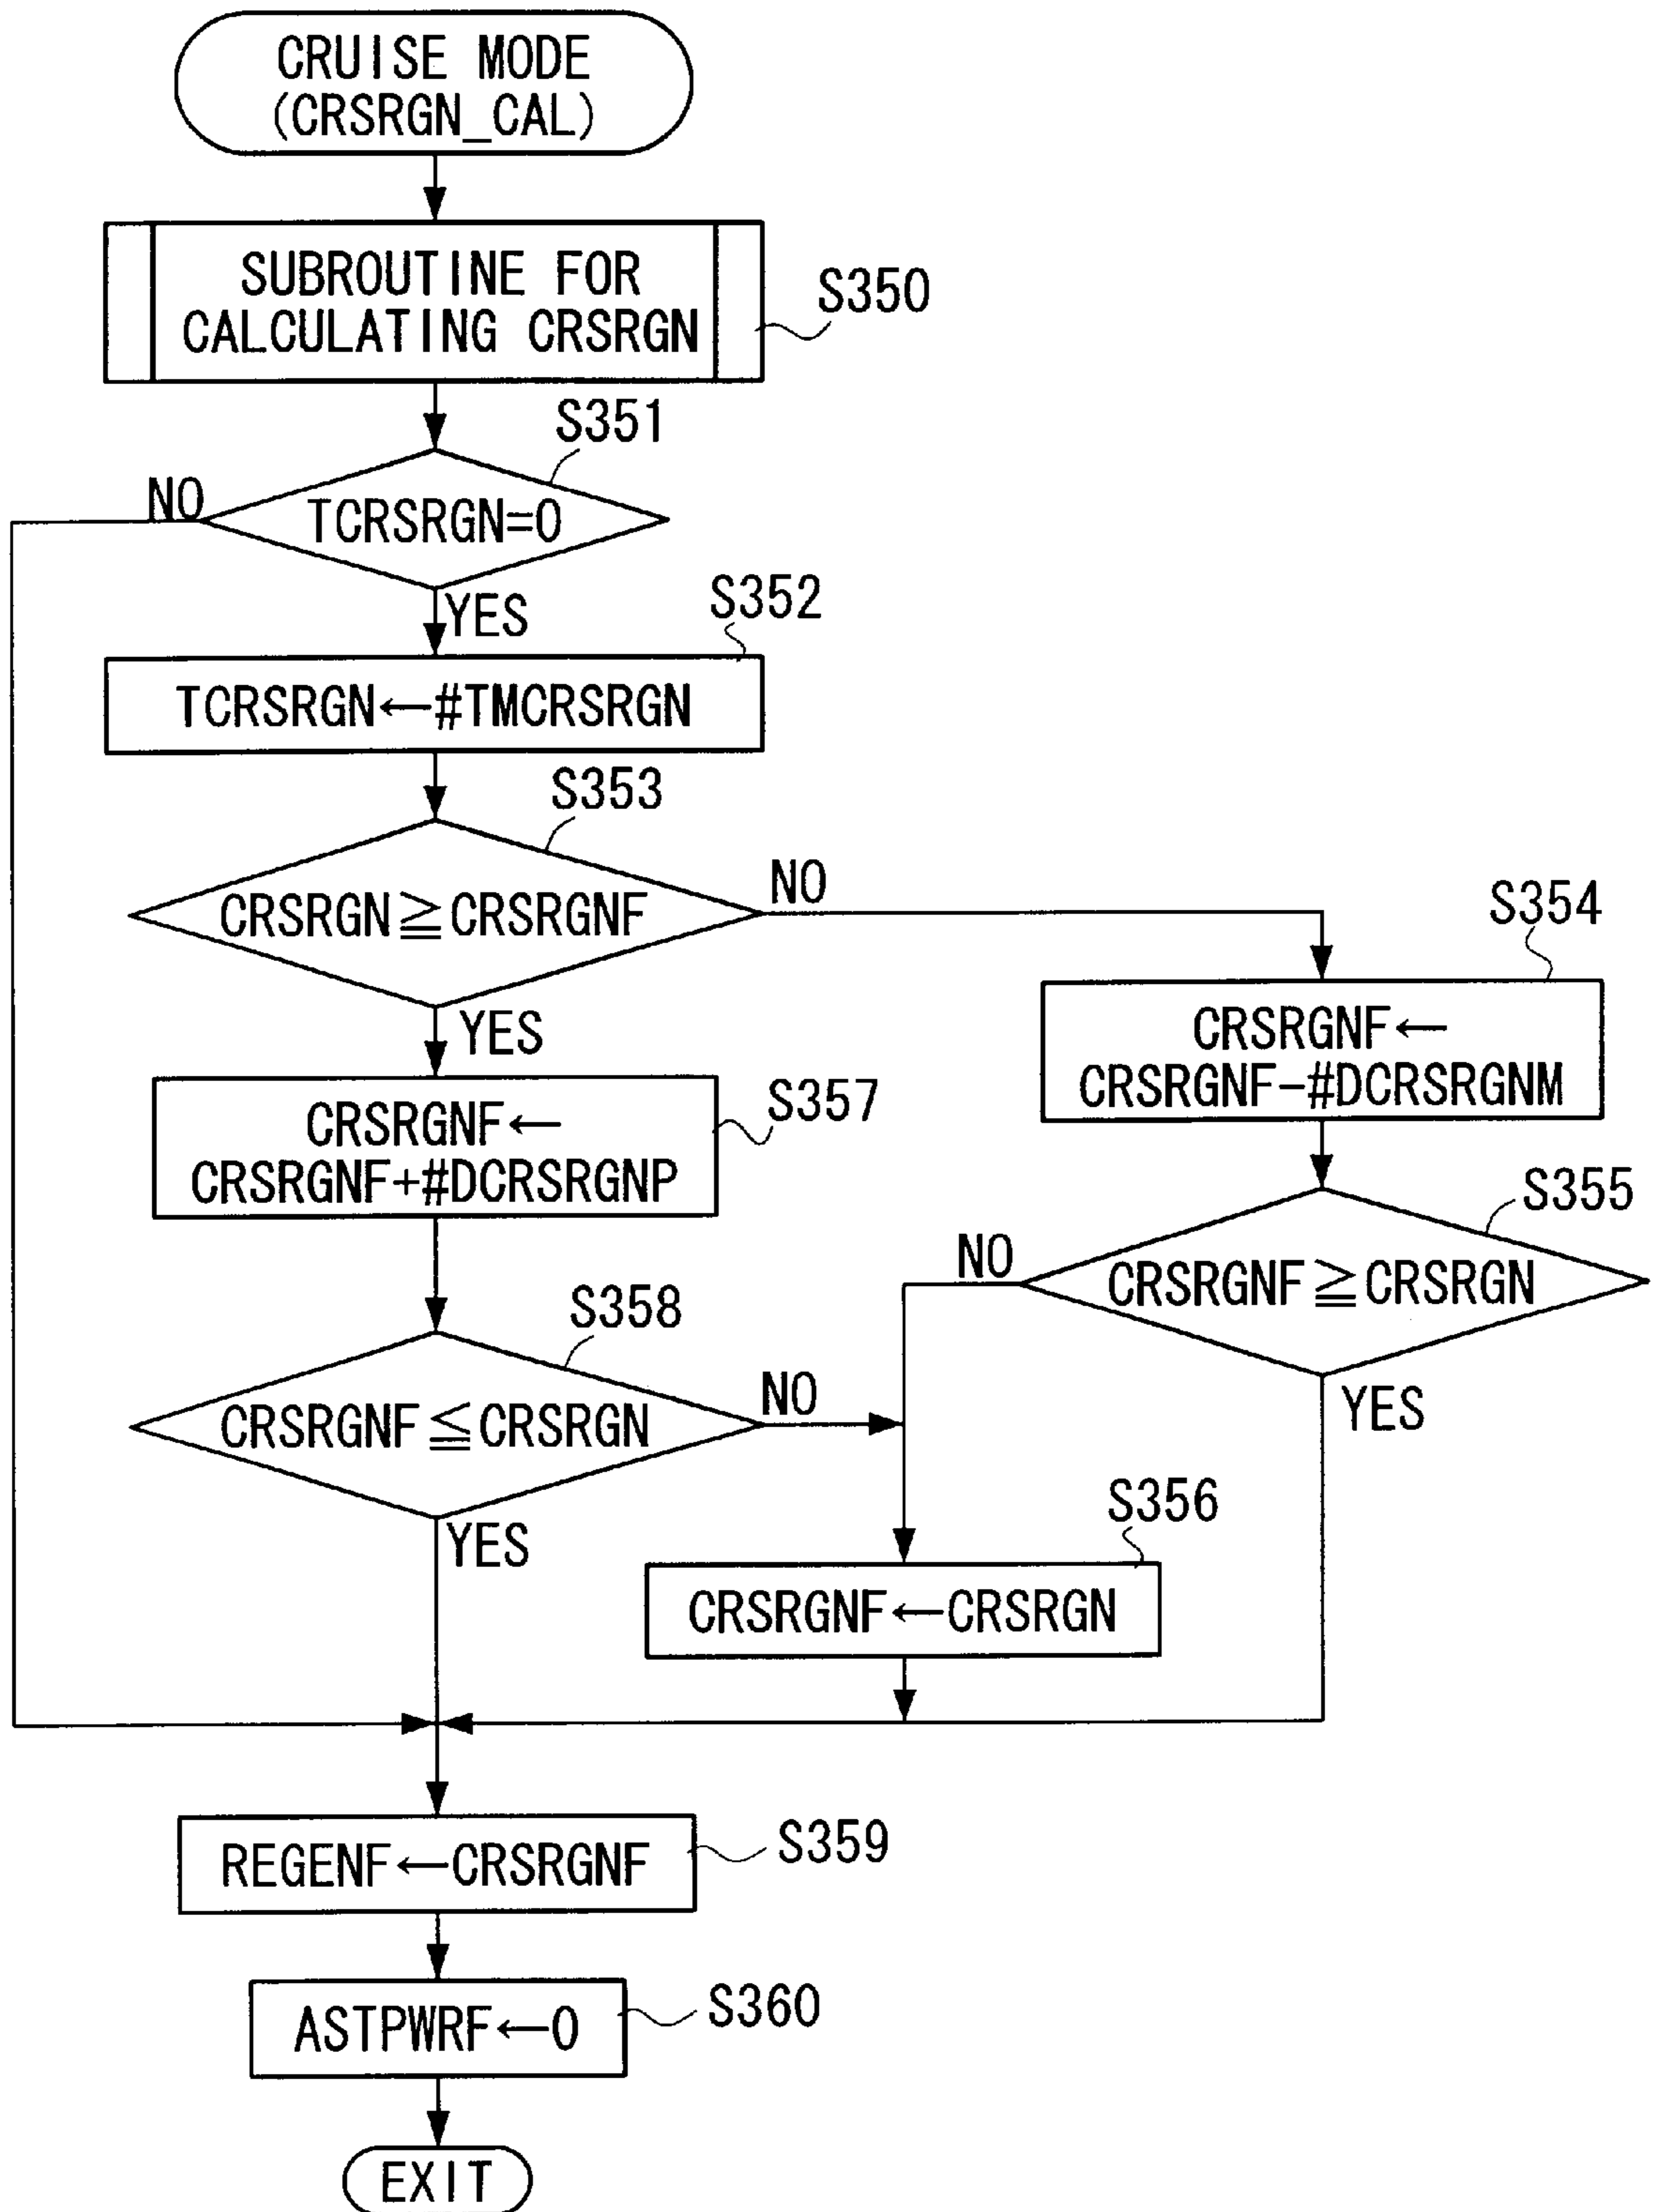 CRUISE MODE
(CRSRGN_CAL)
SUBROUTINE FOR
CALCULATING CRSRGN
S350
S351
NO
TCRSRGN=0
YES
S352
TCRSRGN←#TMCRSRGN
S353
CRSRGN≧CRSRGNF
NO
YES
S354
CRSRGNF←
CRSRGNF-#DCRSRGNM
S357
CRSRGNF←
CRSRGNF+#DCRSRGNP
S355
NO
CRSRGNF≧CRSRGN
YES
S358
CRSRGNF≦CRSRGN
NO
YES
S356
CRSRGNF←CRSRGN
S359
REGENF←CRSRGNF
S360
ASTPWRF←0
EXIT